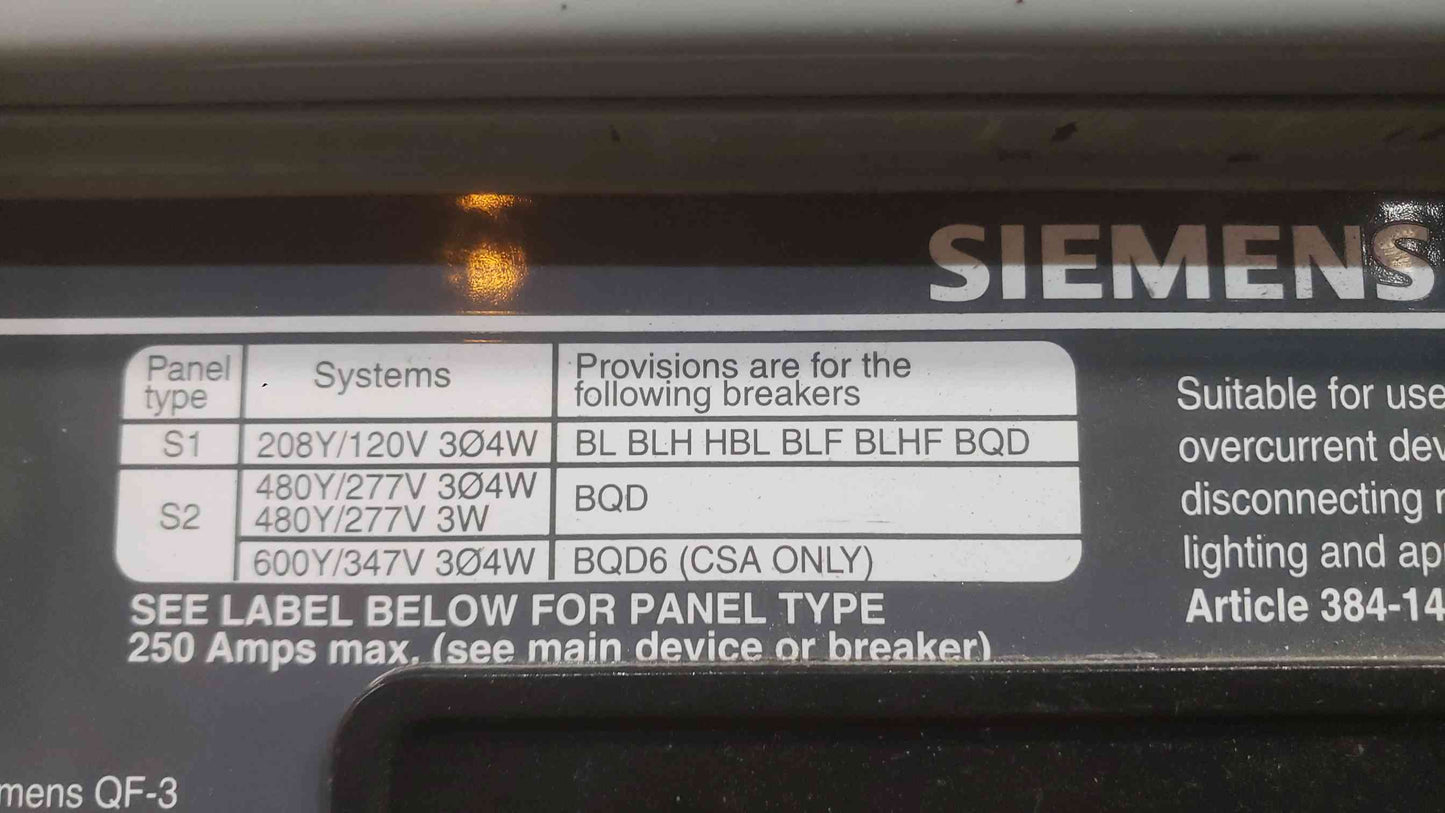 SIEMENS
Panel type
Systems
Provisions are for the
following breakers
S1 208Y/120V 3Ø4W BL BLH HBL BLF BLHF BQD
S2
480Y/277V 3Ø4W
480Y/277V 3W
BQD
600Y/347V 3Ø4W BQD6 (CSA ONLY)
SEE LABEL BELOW FOR PANEL TYPE
250 Amps max. (see main device or breaker)
Suitable for use
overcurrent
disconnecting
lighting and
Article 384-14
QF-3